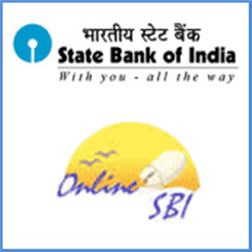 भारतीय स्टेट बैंक
State Bank of India
With you - all the way
Online
SBI